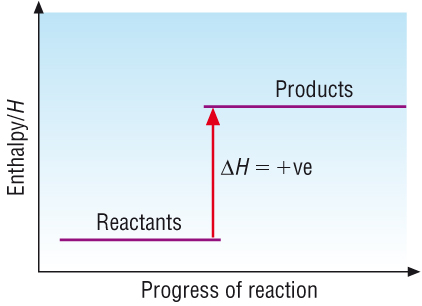 Enthalpy/H
Products
ΔH = +ve
Reactants
Progress of reaction